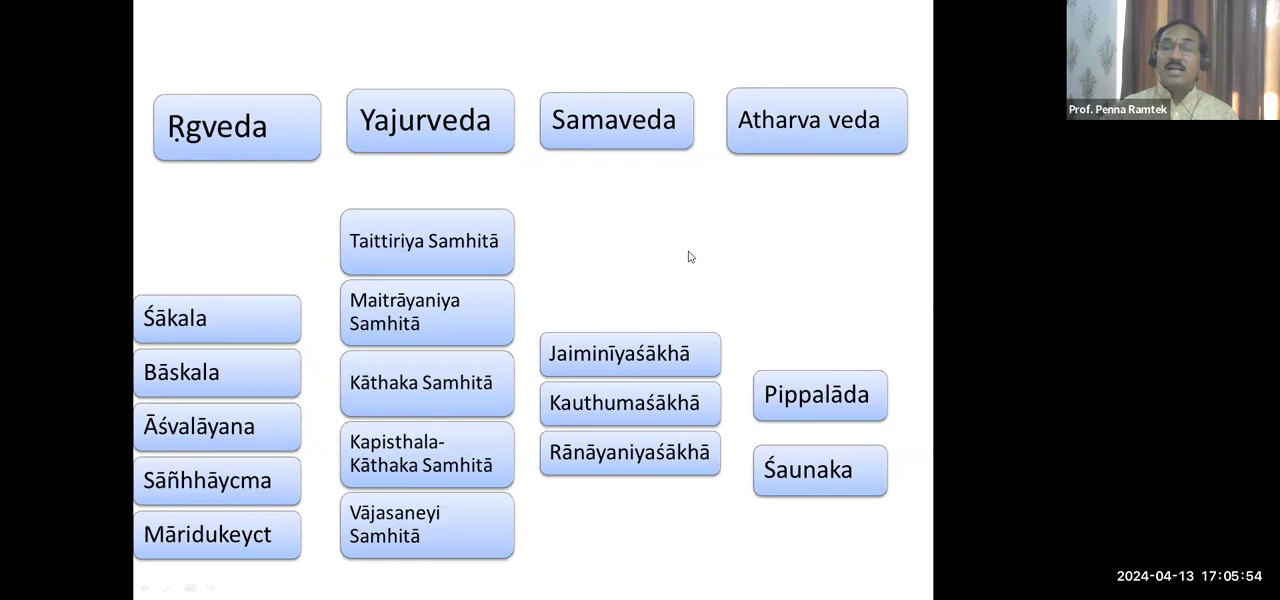 Ṛgveda
Yajurveda
Samaveda
Atharva veda
Śākala
Bāskala
Āśvalāyana
Sāñhhāycma
Māridukeyct
Taittiriya Samhitā
Maitrāyaniya
Samhitā
Kāthaka Samhitā
Kapisthala-
Kāthaka Samhitā
Vājasaneyi
Samhitā
Jaiminīyaśākhā
Kauthumaśākhā
Rānāyaniyaśākhā
Pippalāda
Śaunaka
Prof. Penna Ramtek
2024-04-13 17:05:54